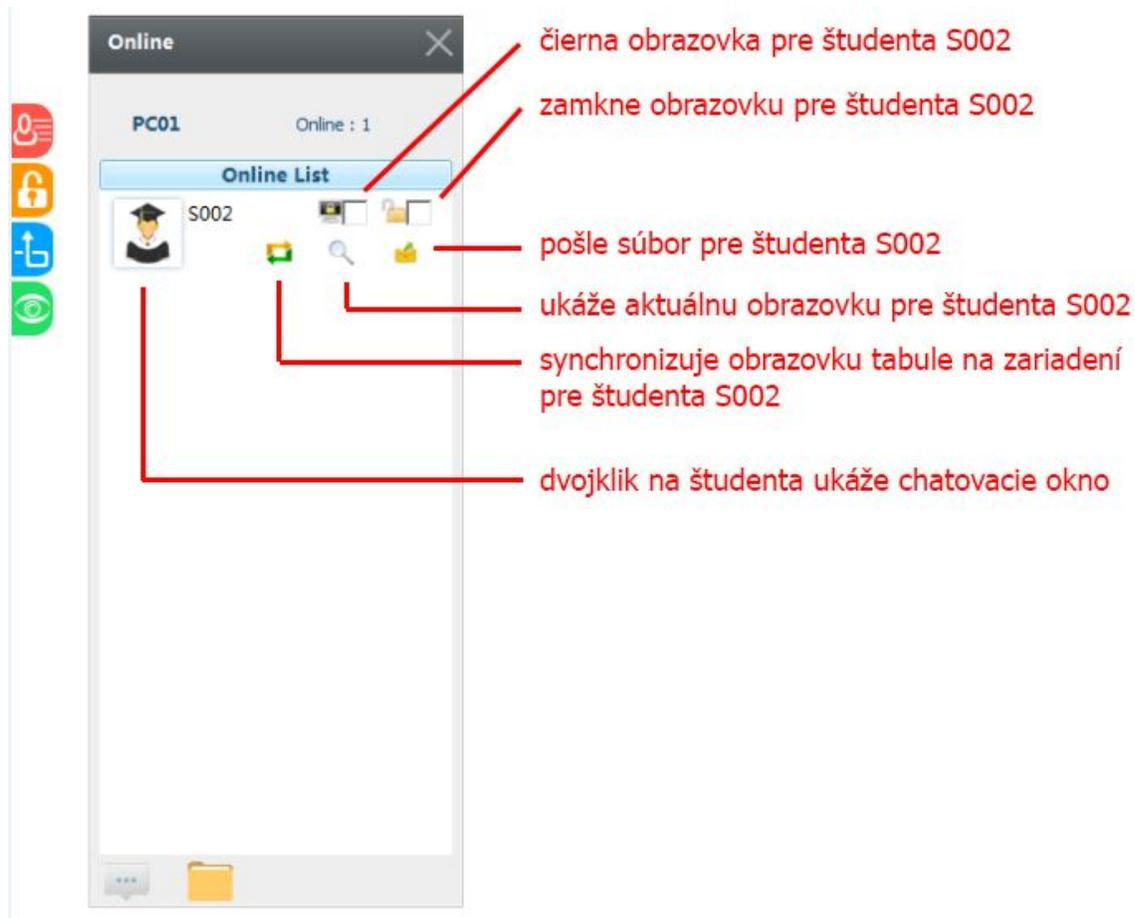 Online
čierna obrazovka pre študenta S002
zamkne obrazovku pre študenta S002
PC01
Online : 1
Online List
S002
pošle súbor pre študenta S002
ukáže aktuálnu obrazovku pre študenta S002
synchronizuje obrazovku tabule na zariadení
pre študenta S002
dvojklik na študenta ukáže chatovacie okno